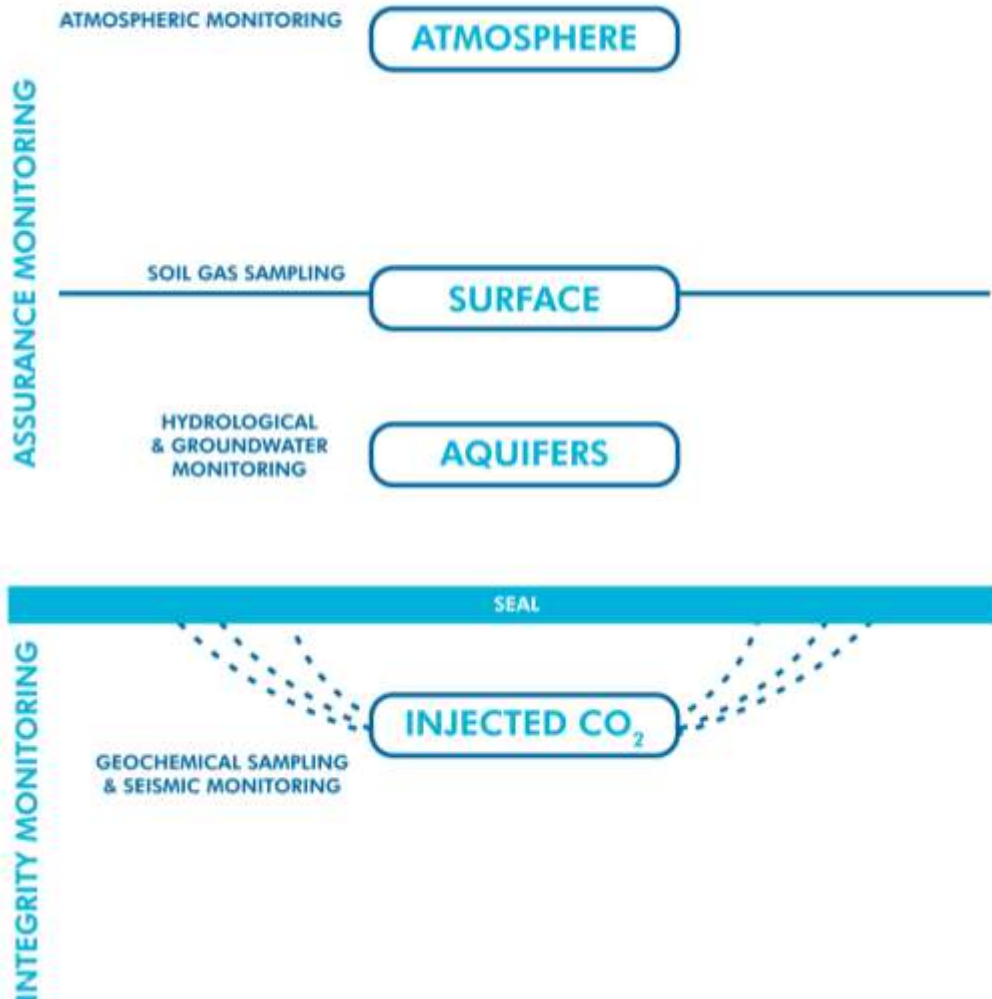 ATMOSPHERIC MONITORING
ATMOSPHERE
ASSURANCE MONITORING
SOIL GAS SAMPLING
SURFACE
HYDROLOGICAL
& GROUNDWATER
MONITORING
AQUIFERS
SEAL
INTEGRITY MONITORING
INJECTED CO₂
GEOCHEMICAL SAMPLING
& SEISMIC MONITORING